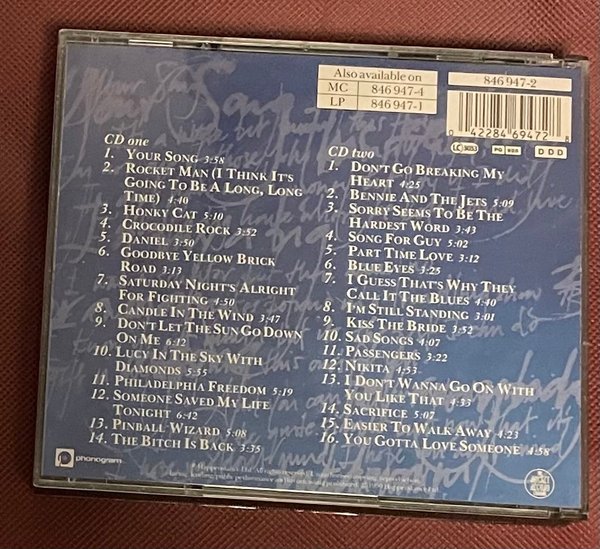 Also available on
MC 846 947-4
LP 846 947-1
846 947-2
0 42284 69472
LC 3053 PG 925 D D D
CD one
1. YOUR SONG 3:58
2. ROCKET MAN (I THINK IT'S
GOING TO BE A LONG, LONG
TIME) 4:40
3. HONKY CAT 5:10
4. CROCODILE ROCK 3:52
5. DANIEL 3:50
6. GOODBYE YELLOW BRICK
ROAD 3:13
7. SATURDAY NIGHT'S ALRIGHT
FOR FIGHTING 4:50
8. CANDLE IN THE WIND 3:47
9. DON'T LET THE SUN GO DOWN
ON ME 6:12
10. LUCY IN THE SKY WITH
DIAMONDS 5:55
11. PHILADELPHIA FREEDOM 5:19
12. SOMEONE SAVED MY LIFE
TONIGHT 6:42
13. PINBALL WIZARD 5:08
14. THE BITCH IS BACK 3:35
CD two
1. DON'T GO BREAKING MY
HEART 4:25
2. BENNIE AND THE JETS 5:09
3. SORRY SEEMS TO BE THE
HARDEST WORD 3:43
4. SONG FOR GUY 5:02
5. PART TIME LOVE 3:12
6. BLUE EYES 3:25
7. I GUESS THAT'S WHY THEY
CALL IT THE BLUES 4:40
8. I'M STILL STANDING 3:01
9. KISS THE BRIDE 3:52
10. SAD SONGS 4:07
11. PASSENGERS 3:22
12. NIKITA 4:53
13. I DON'T WANNA GO ON WITH
YOU LIKE THAT 4:33
14. SACRIFICE 5:07
15. EASIER TO WALK AWAY 4:23
16. YOU GOTTA LOVE SOMEONE 4:58
phonogram